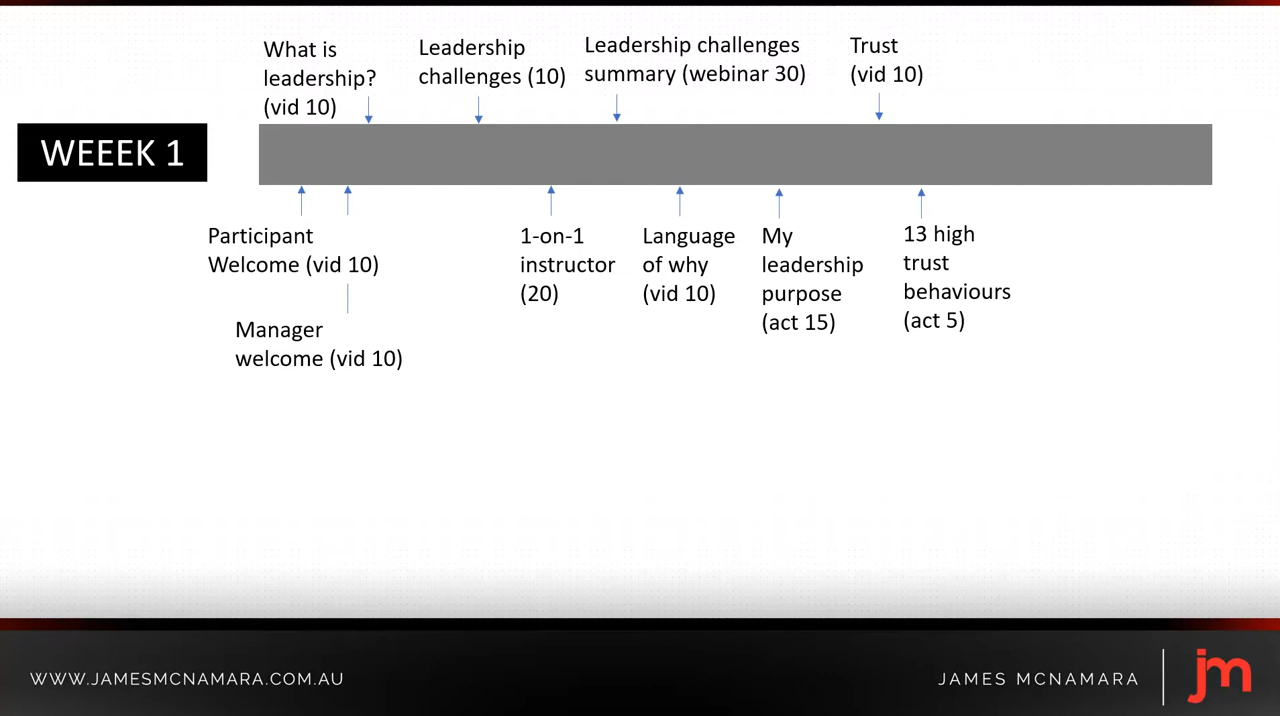 What is
leadership?
(vid 10)
Leadership
challenges (10)
Leadership challenges
summary (webinar 30)
Trust
(vid 10)
WEEEK 1
Participant
Welcome (vid 10)
Manager
welcome (vid 10)
1-on-1
instructor
(20)
Language
of why
(vid 10)
My
leadership
purpose
(act 15)
13 high
trust
behaviours
(act 5)
WWW.JAMESMCNAMARA.COM.AU
JAMES MCNAMARA
jm